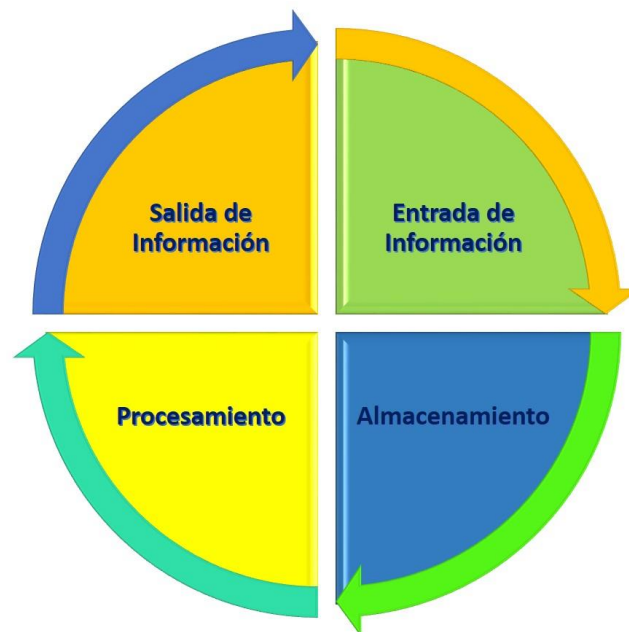 Salida de
Información
Entrada de
Información
Procesamiento
Almacenamiento